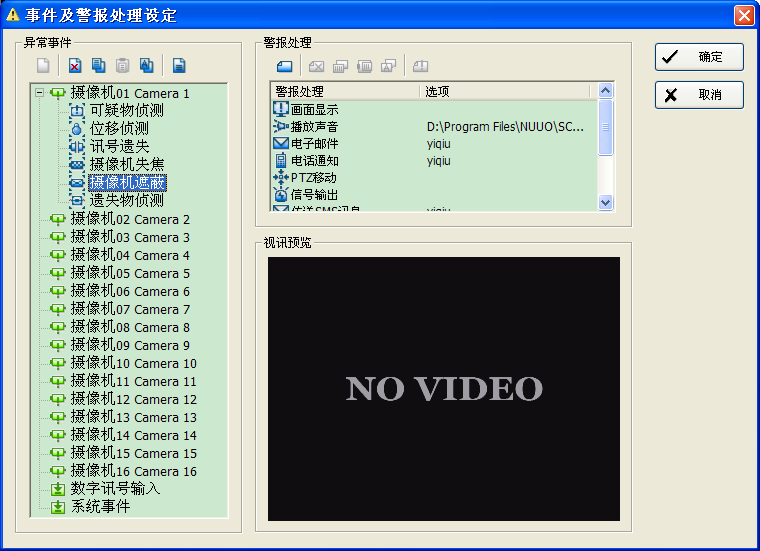 事件及警报处理设定
异常事件
摄像机01 Camera 1
可疑物侦测
位移侦测
讯号遗失
摄像机失焦
摄像机遮蔽
遗失物侦测
摄像机02 Camera 2
摄像机03 Camera 3
摄像机04 Camera 4
摄像机05 Camera 5
摄像机06 Camera 6
摄像机07 Camera 7
摄像机08 Camera 8
摄像机09 Camera 9
摄像机10 Camera 10
摄像机11 Camera 11
摄像机12 Camera 12
摄像机13 Camera 13
摄像机14 Camera 14
摄像机15 Camera 15
摄像机16 Camera 16
数字讯号输入
系统事件
警报处理
警报处理 选项
画面显示
播放声音 D:\Program Files\NUUO\SC...
电子邮件 yiqiu
电话通知 yiqiu
PTZ移动
信号输出
传送SMS讯息 yiqiu
视讯预览
NO VIDEO
确定
取消